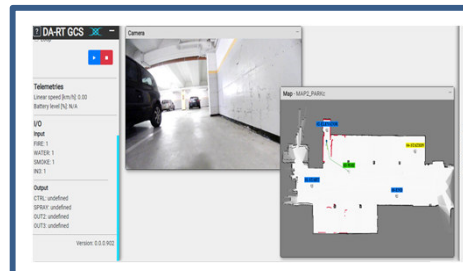 ? DA-RT GCS
Camera
Telemetries
Linear speed [km/h]: 0.00
Battery level [%]: N/A
I/O
Input
FIRE: 1
WATER: 1
SMOKE: 1
IN3: 1
Output
CTRL: undefined
SPRAY: undefined
OUT2: undefined
OUT3: undefined
Version: 0.0.0.902
Map - MAP2_PARKU